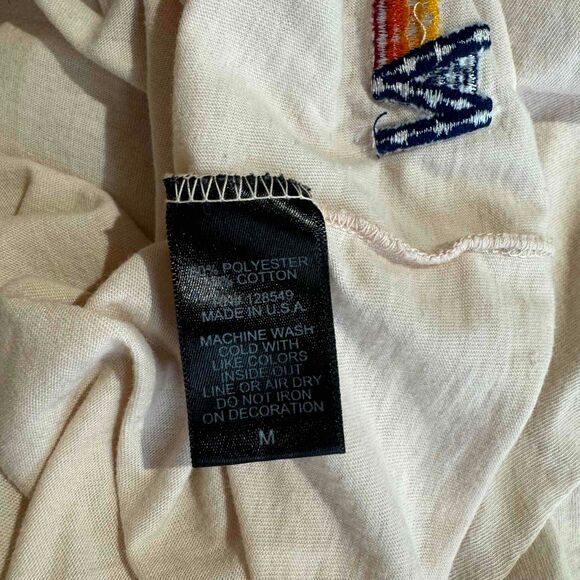 POLYESTER
COTTON
128549
MADE IN U.S.A.
MACHINE WASH
COLD WITH
LIKE COLORS
INSIDE OUT
LINE OR AIR DRY
DO NOT IRON
ON DECORATION
M